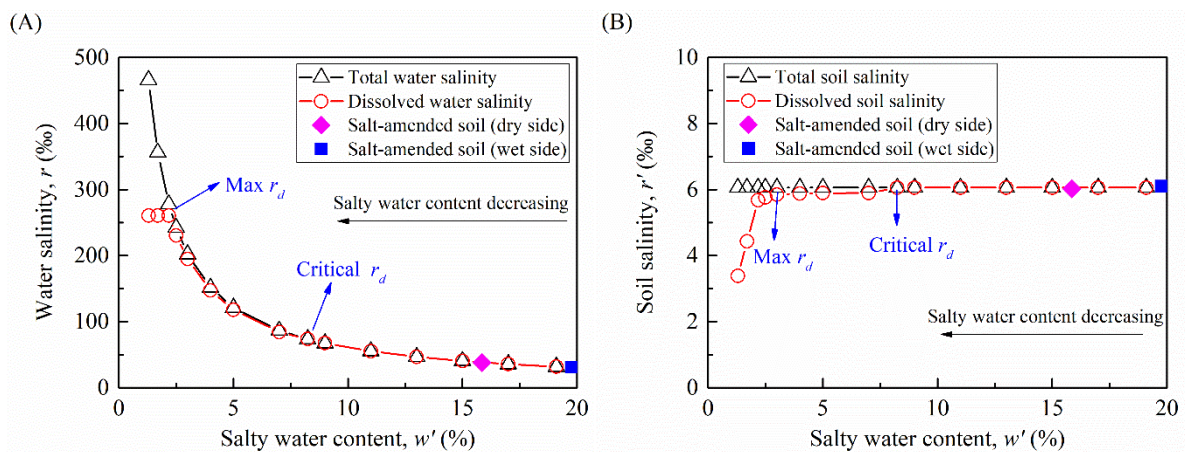 (A)
500
400
300
200
100
0
0
5
10
15
20
Water salinity, r (‰)
Salty water content, w′ (%)
Total water salinity
Dissolved water salinity
Salt-amended soil (dry side)
Salt-amended soil (wet side)
Max r_d
Salty water content decreasing
Critical r_d
(B)
10
8
6
4
2
0
0
5
10
15
20
Soil salinity, r′ (‰)
Salty water content, w′ (%)
Total soil salinity
Dissolved soil salinity
Salt-amended soil (dry side)
Salt-amended soil (wet side)
Max r_d
Critical r_d
Salty water content decreasing